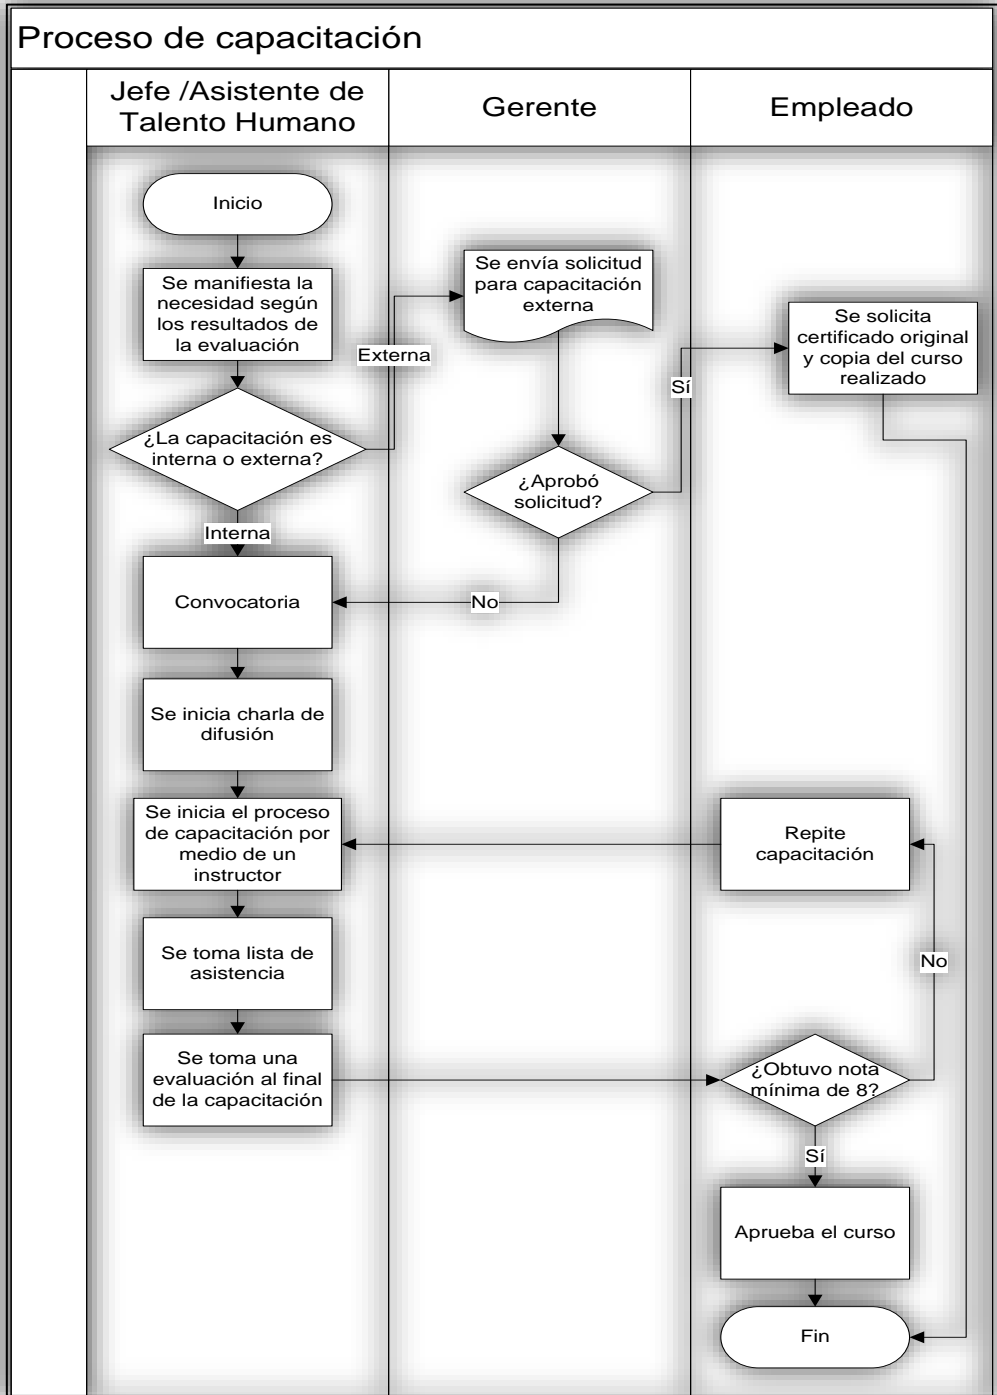 Proceso de capacitación
Jefe /Asistente de
Talento Humano
Gerente
Empleado
Inicio
Se manifiesta la
necesidad según
los resultados de
la evaluación
¿La capacitación es
interna o externa?
Externa
Interna
Se envía solicitud
para capacitación
externa
¿Aprobó
solicitud?
Sí
No
Se solicita
certificado original
y copia del curso
realizado
Convocatoria
Se inicia charla de
difusión
Se inicia el proceso
de capacitación por
medio de un
instructor
Repite
capacitación
Se toma lista de
asistencia
Se toma una
evaluación al final
de la capacitación
¿Obtuvo nota
mínima de 8?
No
Sí
Aprueba el curso
Fin